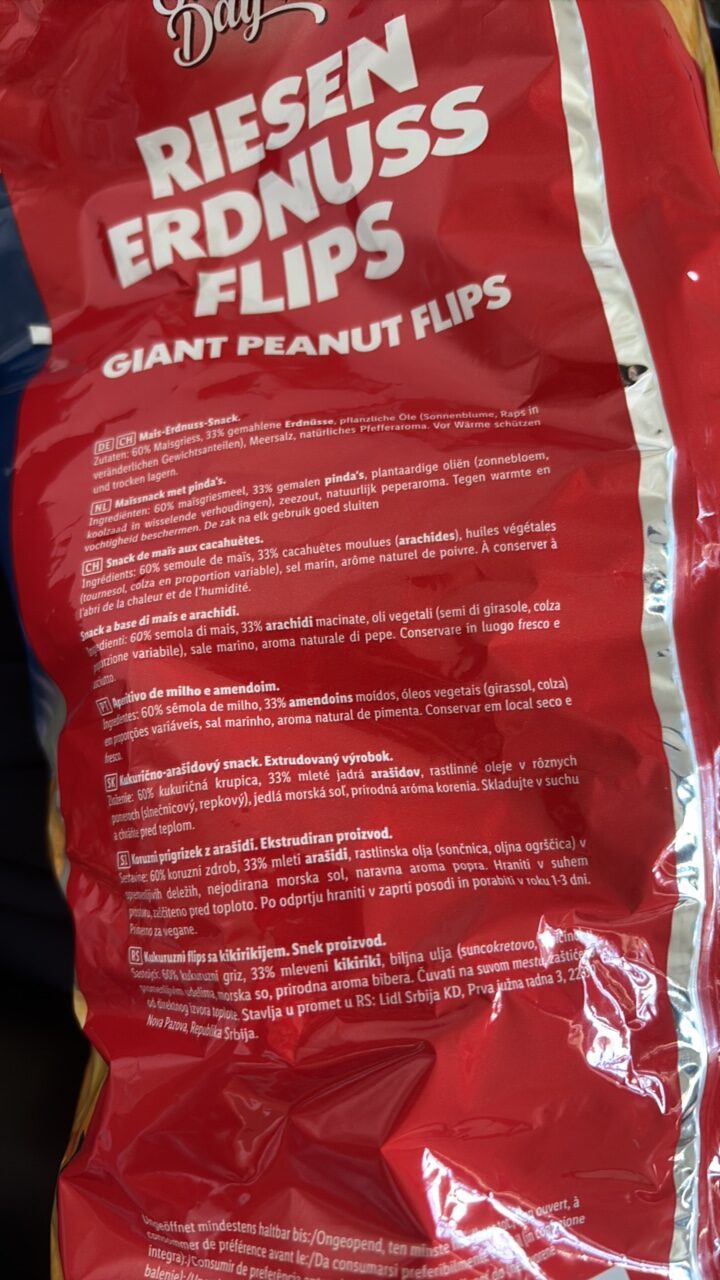 Day
RIESEN
ERDNUSS
FLIPS
GIANT PEANUT FLIPS
DE CH Mais-Erdnuss-Snack.
Zutaten: 60% Maisgriess, 33% gemahlene Erdnüsse, pflanzliche Öle (Sonnenblume, Raps in
veränderlichen Gewichtsanteilen), Meersalz, natürliches Pfefferaroma. Vor Wärme schützen
und trocken lagern.
NL Maïssnack met pinda's.
Ingrediënten: 60% maïsgriesmeel, 33% gemalen pinda's, plantaardige oliën (zonnebloem,
koolzaad in wisselende verhoudingen), zeezout, natuurlijk peperaroma. Tegen warmte en
vochtigheid beschermen. De zak na elk gebruik goed sluiten
CH Snack de maïs aux cacahuètes.
Ingrédients: 60% semoule de maïs, 33% cacahuètes moulues (arachides), huiles végétales
(tournesol, colza en proportion variable), sel marin, arôme naturel de poivre. À conserver à
l'abri de la chaleur et de l'humidité.
Snack a base di mais e arachidi.
60% semola di mais, 33% arachidi macinate, oli vegetali (semi di girasole, colza
variabile), sale marino, aroma naturale di pepe. Conservare in luogo fresco e
PT Aperitivo de milho e amendoim.
Ingredientes: 60% sêmola de milho, 33% amendoins moídos, óleos vegetais (girassol, colza)
em proporções variáveis, sal marinho, aroma natural de pimenta. Conservar em local seco e
fresco.
SK Kukurično-arašidový snack. Extrudovaný výrobok.
Zloženie: 60% kukuričná krupica, 33% mleté jadrá arašidov, rastlinné oleje v rôznych
pomeroch (slnečnicový, repkový), jedlá morská soľ, prírodná aróma korenia. Skladujte v suchu
a chráňte pred teplom.
SI Koruzni prigrizek z arašidi. Ekstrudiran proizvod.
Sestavine: 60% koruzni zdrob, 33% mleti arašidi, rastlinska olja (sončnica, oljna ogrščica) v
spremenljivih deležih, nejodirana morska sol, naravna aroma popra. Hraniti v suhem
prostoru, zaščiteno pred toploto. Po odprtju hraniti v zaprti posodi in porabiti v roku 1-3 dni.
Primerno za vegane.
RS Kukuruzni flips sa kikirikijem. Snek proizvod.
Sastojci: 60% kukuruzni griz, 33% mleveni kikiriki, biljna ulja (suncokretovo,
promenljivim udelima, morska so, prirodna aroma bibera. Čuvati na suvom mestu,
od direktnog izvora toplote. Stavlja u promet u RS: Lidl Srbija KD, Prva južna radna 3,
Nova Pazova, Republika Srbija.
Ungeöffnet mindestens haltbar bis:/Ongeopend, ten minste ouvert, à
consommer de préférence avant le:/Da consumarsi preferibilmente
integra):/Consumir de preferência